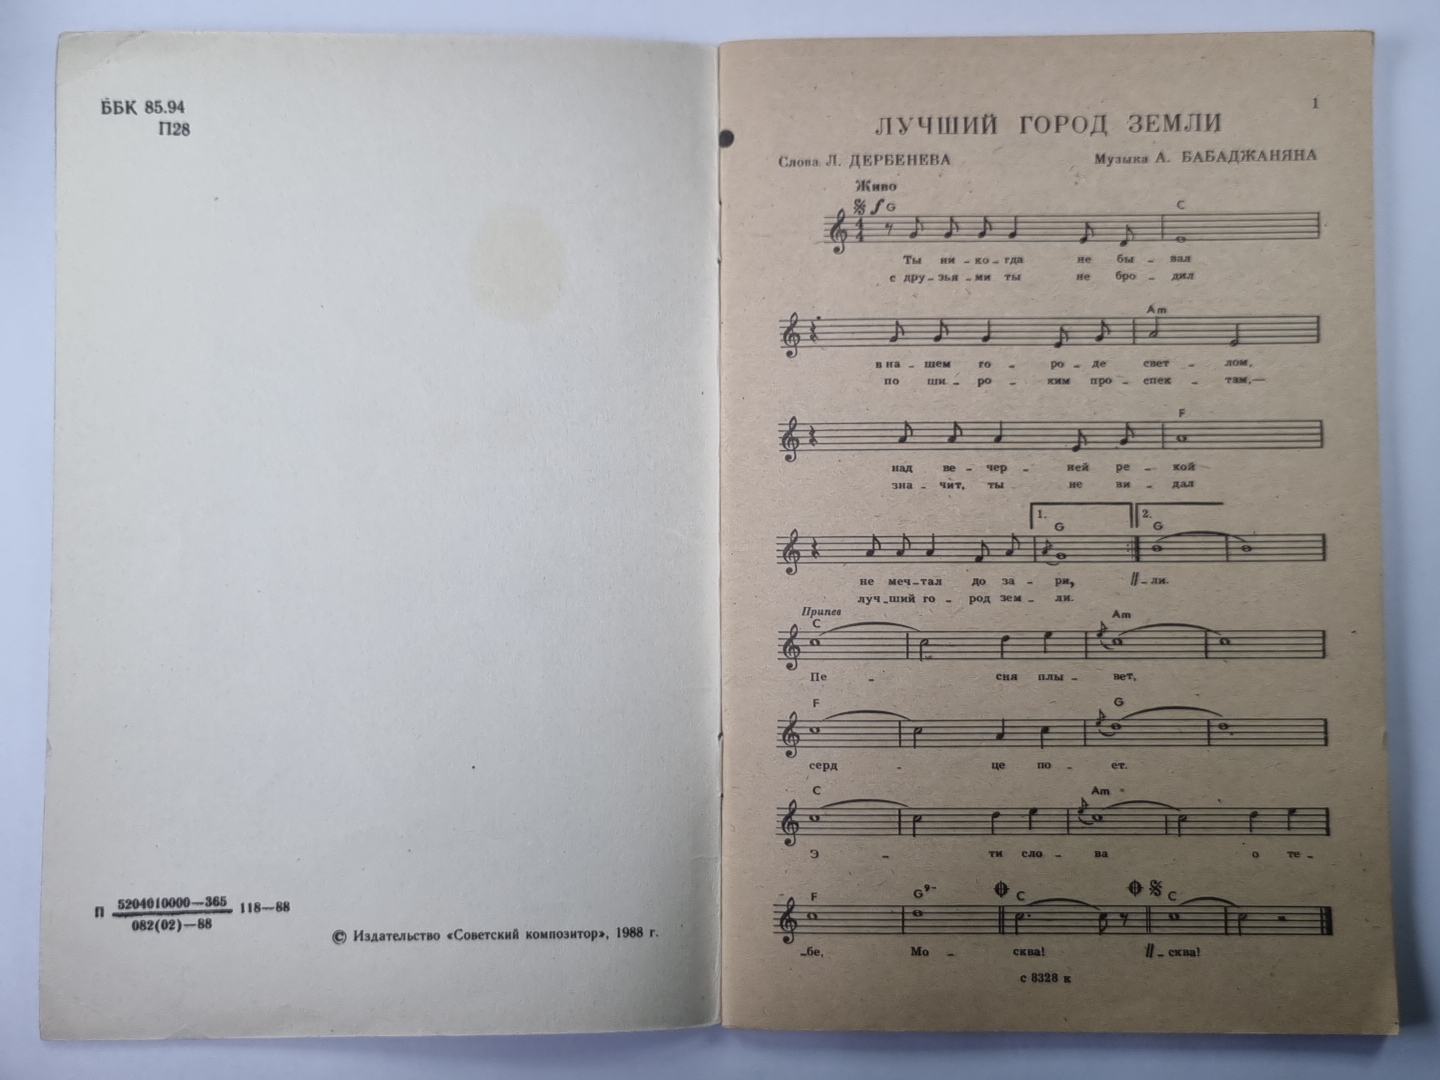 ББК 85.94
П28
П 5204010000—365 118—88
082(02)—88
© Издательство «Советский композитор», 1988 г.
1
ЛУЧШИЙ ГОРОД ЗЕМЛИ
Слова Л. ДЕРБЕНЕВА Музыка А. БАБАДЖАНЯНА
Живо
f G C
4
4
Ты ни - ко - гда не бы - вал
с дру - зья - ми ты не бро - дил
Am
в на - шем го - ро - де свет - лом,
по ши - ро - ким про - спек - там,—
F
над ве - чер - ней ре - кой
зна - чит, ты не ви - дал
1. 2.
G G
не меч - тал до за - ри, // - ли.
луч - ший го - род зем - ли.
Припев
C Am
Пе - сня плы - вет,
F G
серд - це по - ет.
C Am
Э - ти сло - ва о те -
F G9- C C
- бе, Мо - сква! // - сква!
с 8328 к